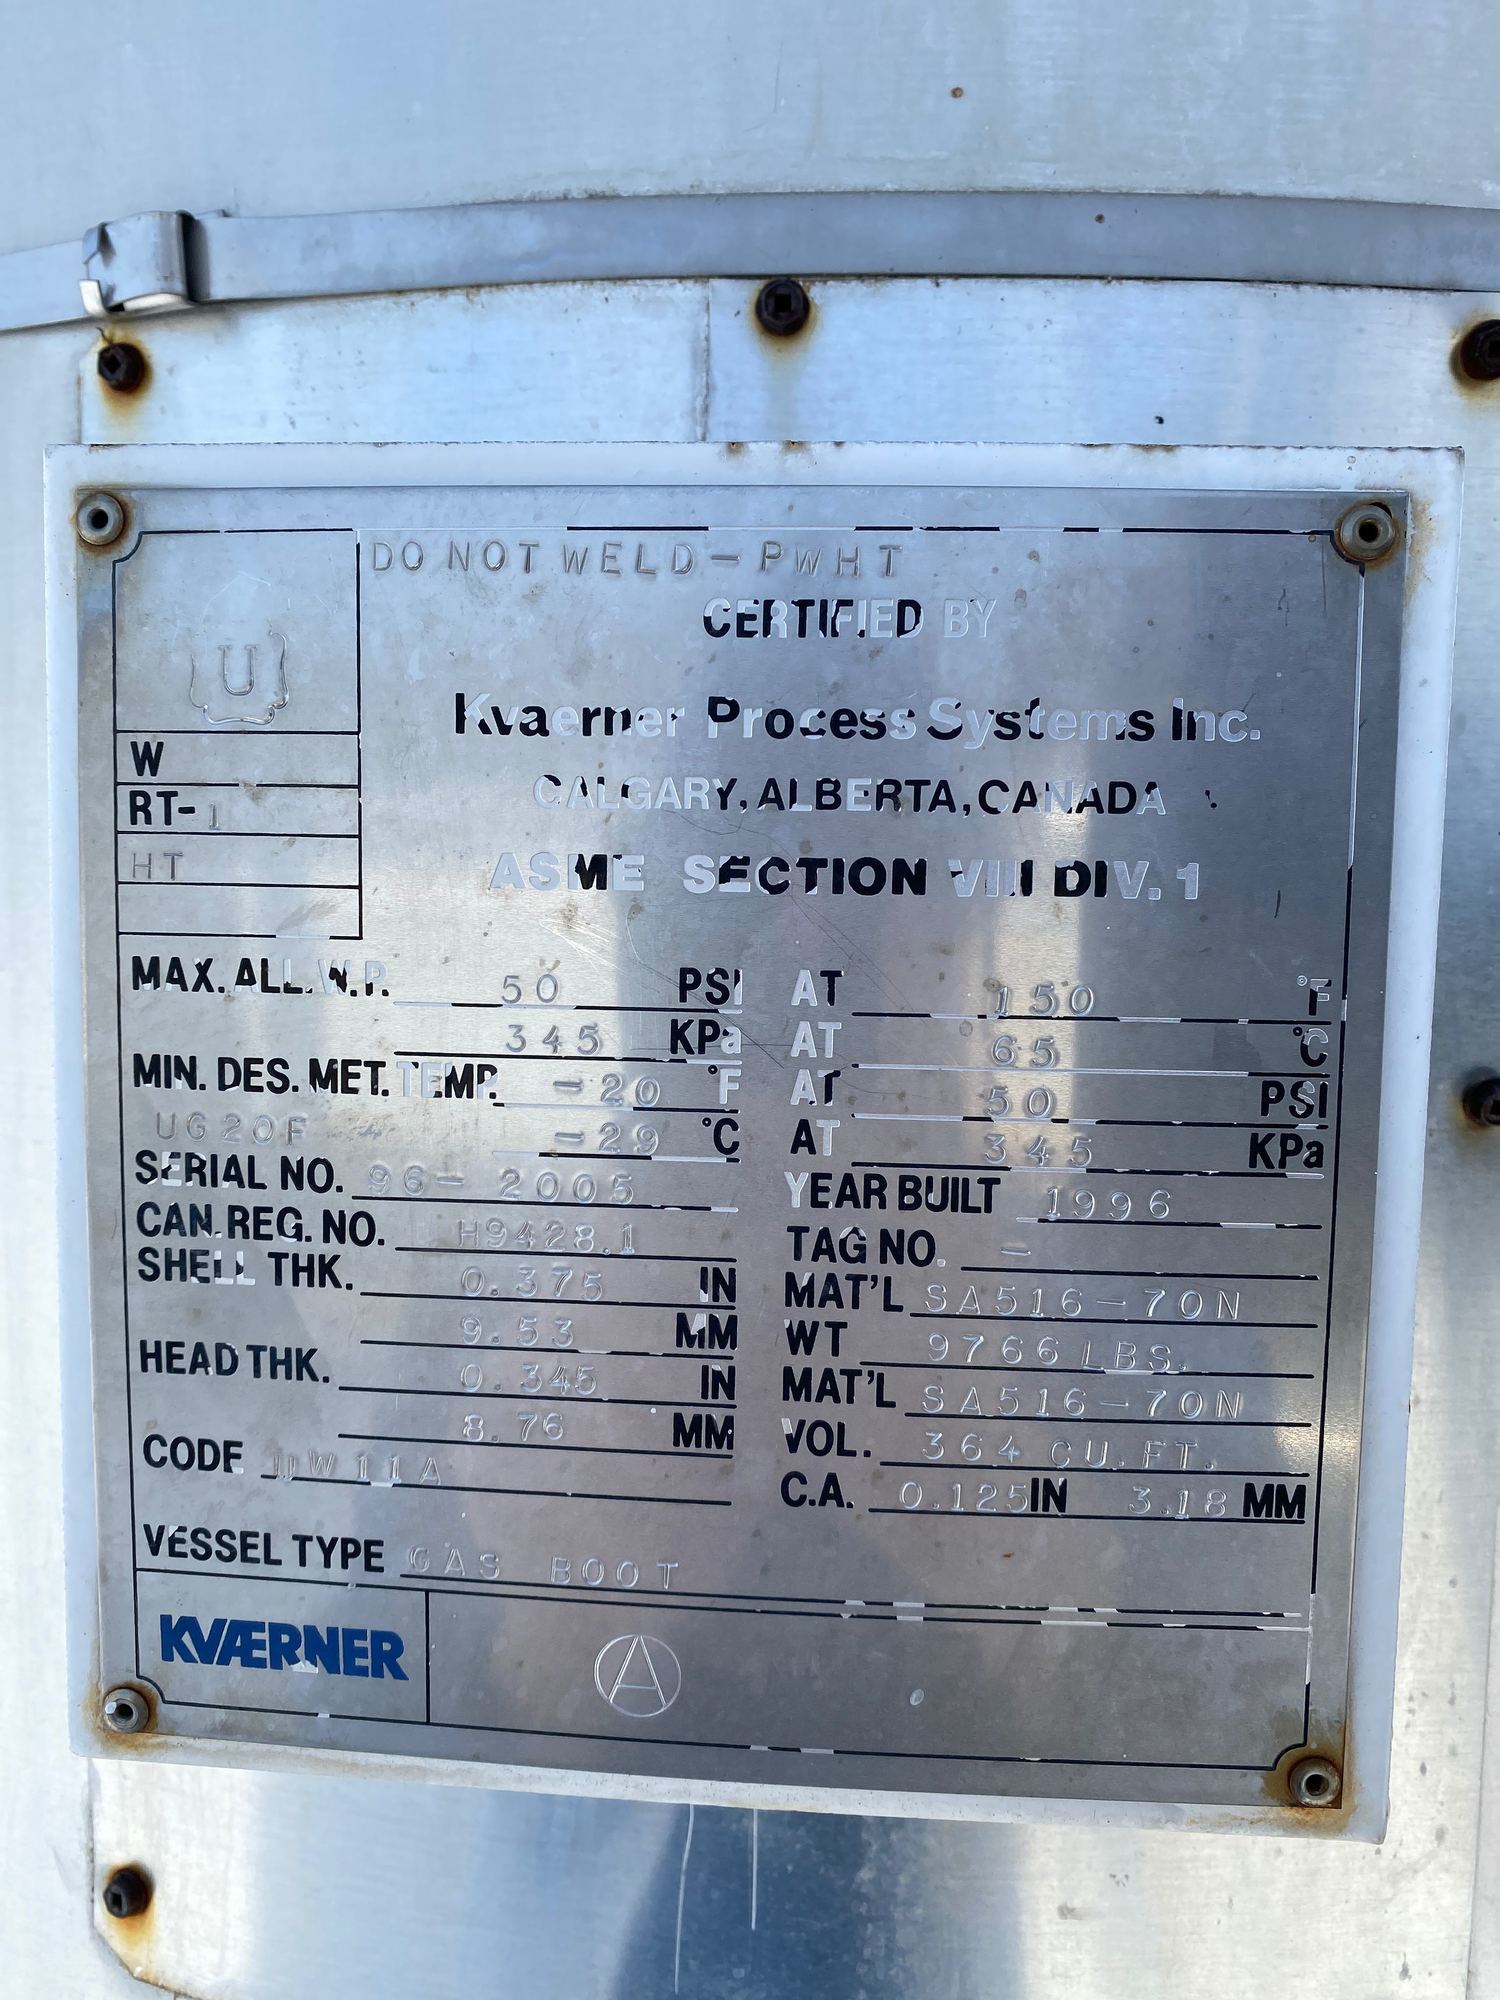 DO NOT WELD - PWHT
CERTIFIED BY
U
Kvaerner Process Systems Inc.
W
CALGARY, ALBERTA, CANADA
RT-1
HT
ASME SECTION VIII DIV. 1
MAX. ALL. W.P. 50 PSI AT 150 °F
345 KPa AT 65 °C
MIN. DES. MET. TEMP. -20 °F AT 50 PSI
UG20F -29 °C AT 345 KPa
SERIAL NO. 96-2005 YEAR BUILT 1996
CAN. REG. NO. H9428.1 TAG NO. -
SHELL THK. 0.375 IN MAT'L SA516-70N
9.53 MM WT 9766 LBS.
HEAD THK. 0.345 IN MAT'L SA516-70N
8.76 MM VOL. 364 CU.FT.
CODE UW11A C.A. 0.125 IN 3.18 MM
VESSEL TYPE GAS BOOT
KVÆRNER A